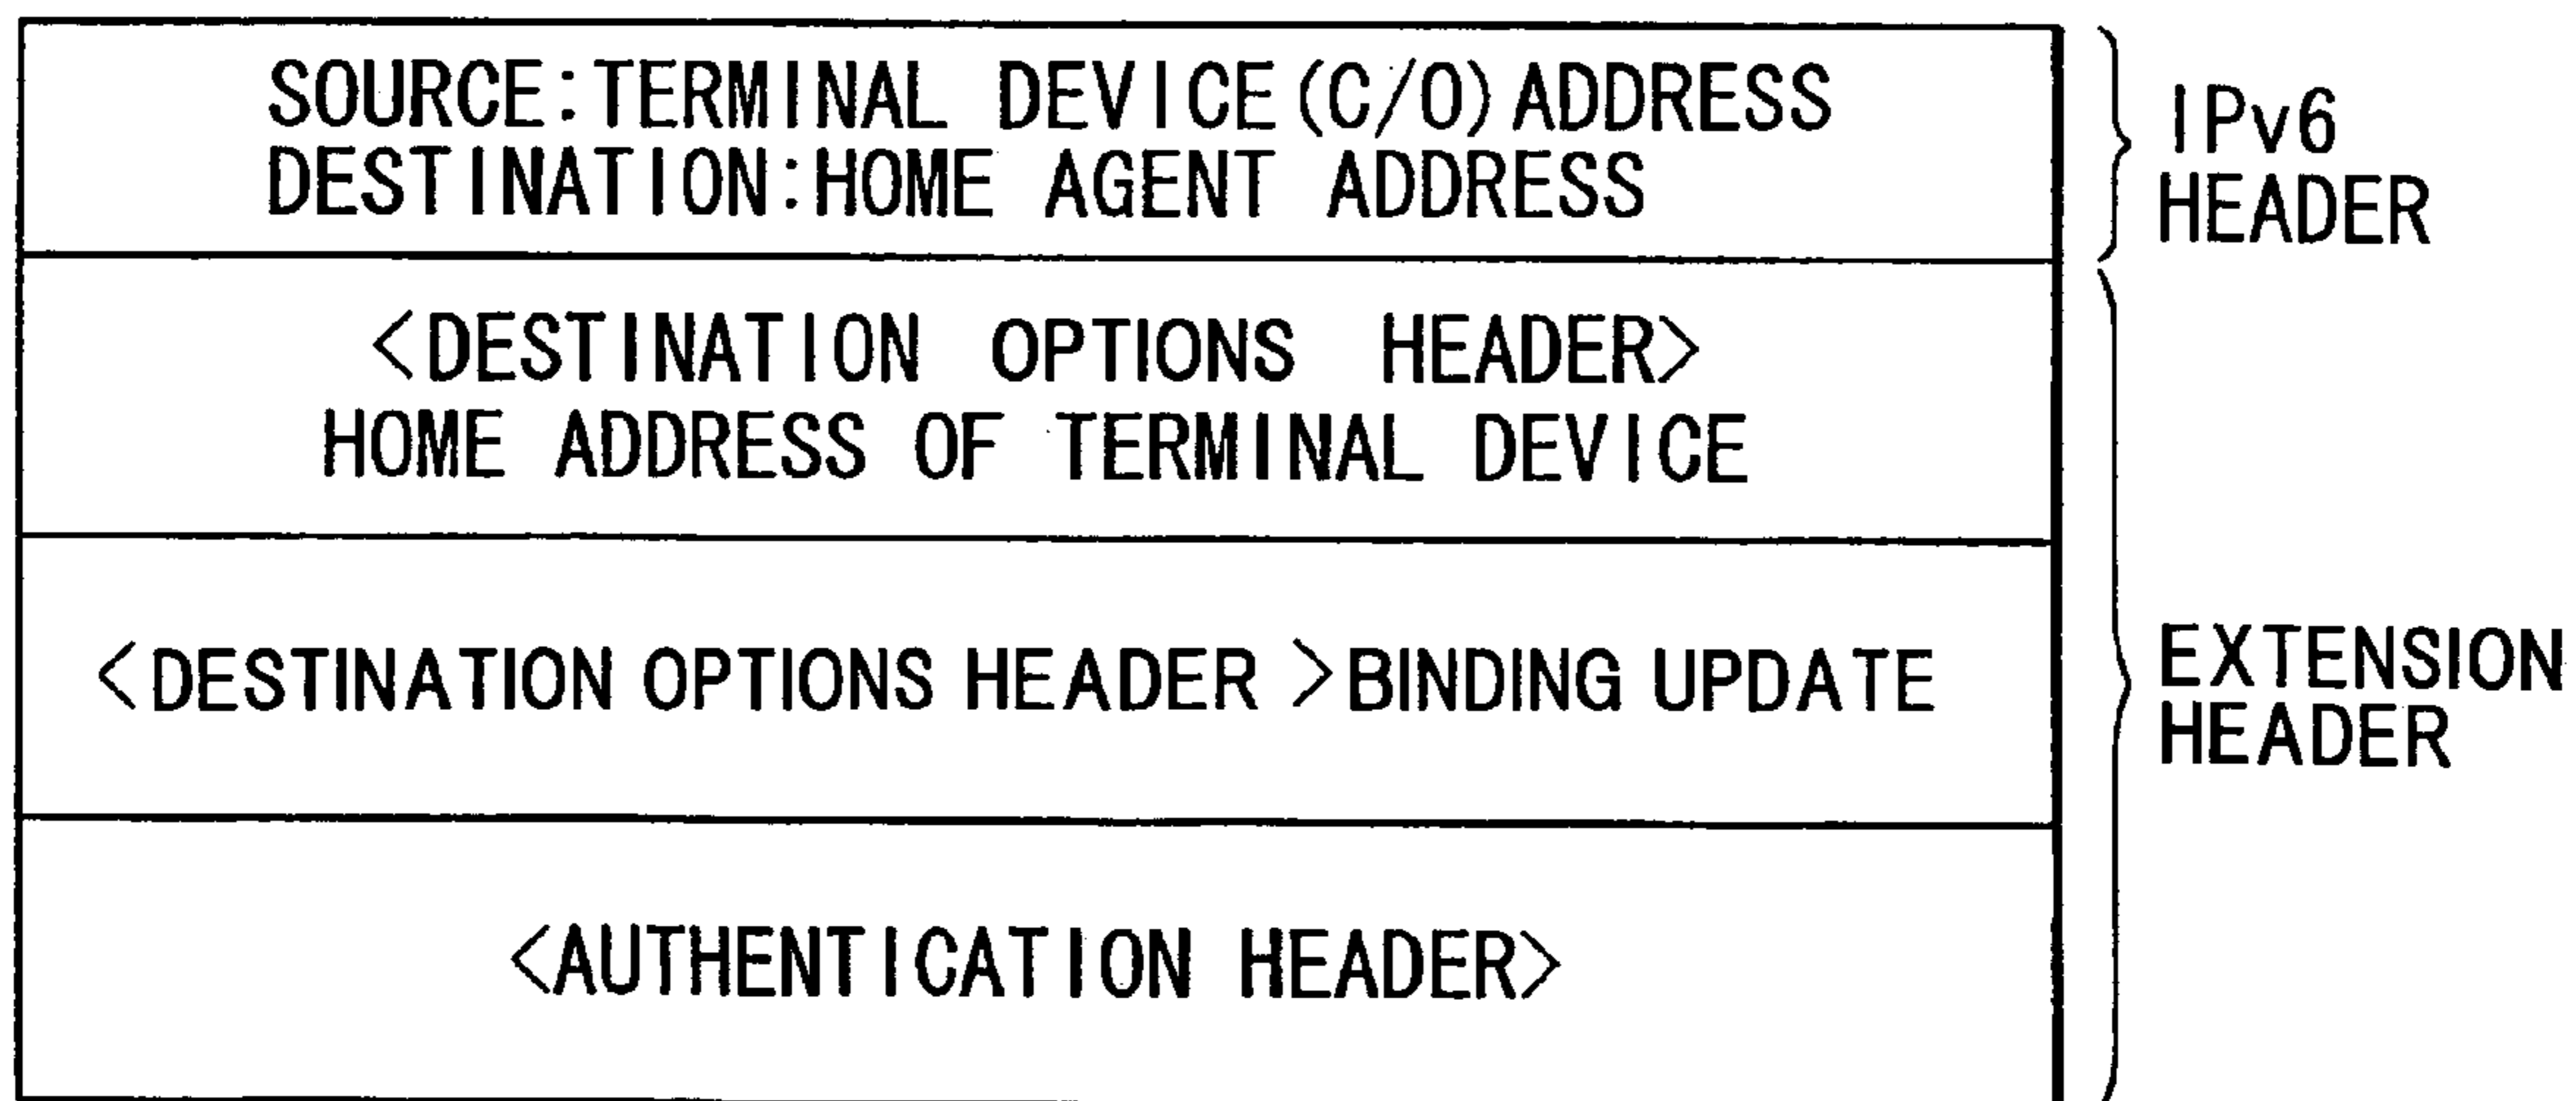 SOURCE:TERMINAL DEVICE(C/O)ADDRESS
DESTINATION:HOME AGENT ADDRESS
IPv6
HEADER
<DESTINATION OPTIONS HEADER>
HOME ADDRESS OF TERMINAL DEVICE
<DESTINATION OPTIONS HEADER >BINDING UPDATE
<AUTHENTICATION HEADER>
EXTENSION
HEADER